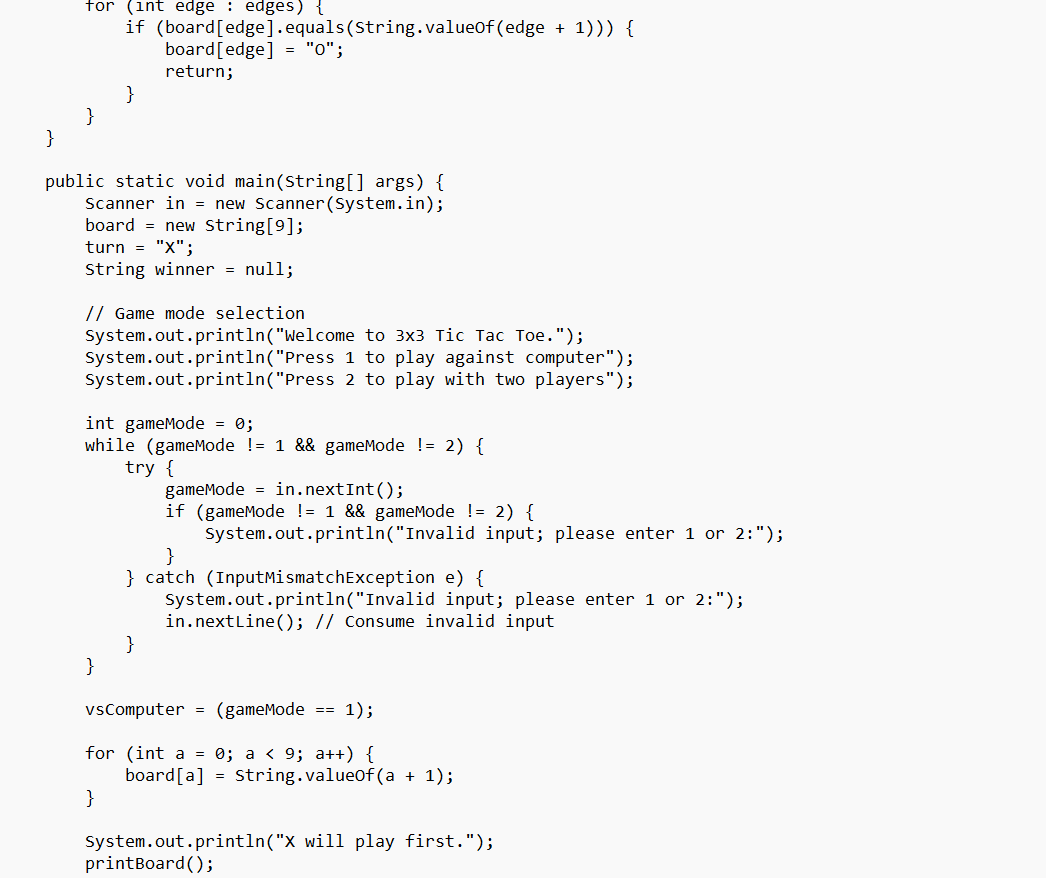 for (int edge : edges) {
if (board[edge].equals(String.valueOf(edge + 1))) {
board[edge] = "O";
return;
}
}
}
public static void main(String[] args) {
Scanner in = new Scanner(System.in);
board = new String[9];
turn = "X";
String winner = null;
// Game mode selection
System.out.println("Welcome to 3x3 Tic Tac Toe.");
System.out.println("Press 1 to play against computer");
System.out.println("Press 2 to play with two players");
int gameMode = 0;
while (gameMode != 1 && gameMode != 2) {
try {
gameMode = in.nextInt();
if (gameMode != 1 && gameMode != 2) {
System.out.println("Invalid input; please enter 1 or 2:");
}
} catch (InputMismatchException e) {
System.out.println("Invalid input; please enter 1 or 2:");
in.nextLine(); // Consume invalid input
}
}
vsComputer = (gameMode == 1);
for (int a = 0; a < 9; a++) {
board[a] = String.valueOf(a + 1);
}
System.out.println("X will play first.");
printBoard();